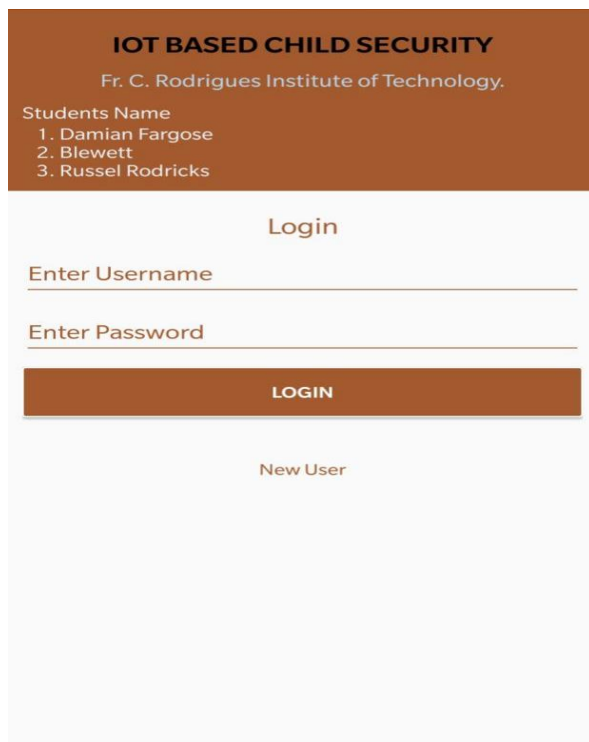 IOT BASED CHILD SECURITY
Fr. C. Rodrigues Institute of Technology.
Students Name
1. Damian Fargose
2. Blewett
3. Russel Rodricks
Login
Enter Username
Enter Password
LOGIN
New User